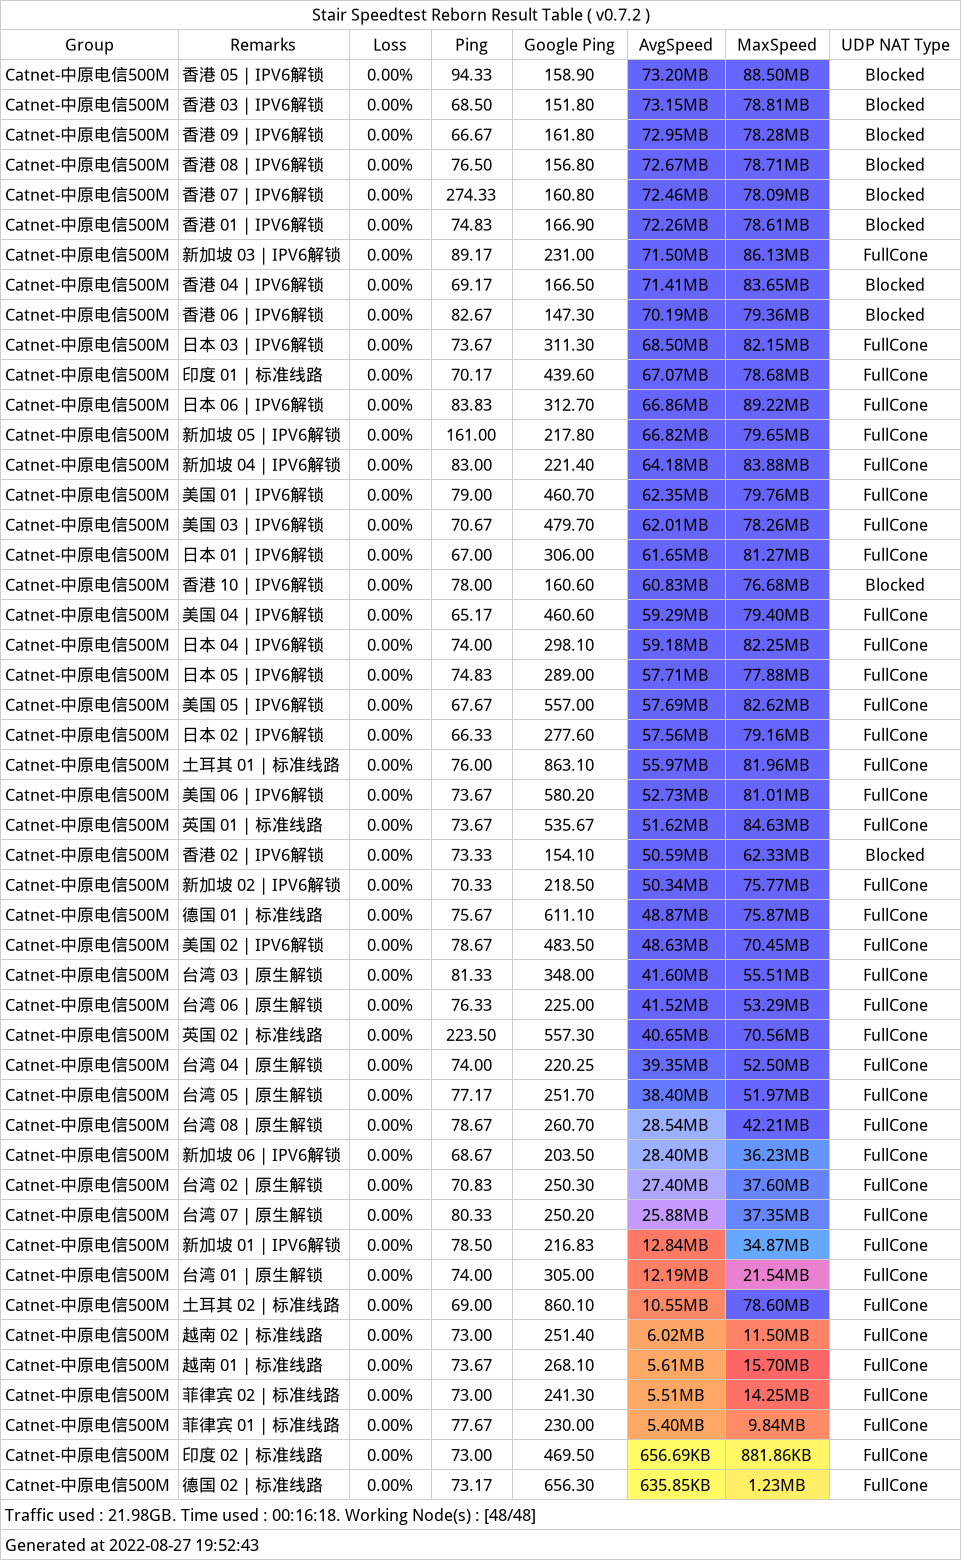 Stair Speedtest Reborn Result Table ( v0.7.2 )
Group Remarks Loss Ping Google Ping AvgSpeed MaxSpeed UDP NAT Type
Catnet-中原电信500M 香港 05 | IPV6解锁 0.00% 94.33 158.90 73.20MB 88.50MB Blocked
Catnet-中原电信500M 香港 03 | IPV6解锁 0.00% 68.50 151.80 73.15MB 78.81MB Blocked
Catnet-中原电信500M 香港 09 | IPV6解锁 0.00% 66.67 161.80 72.95MB 78.28MB Blocked
Catnet-中原电信500M 香港 08 | IPV6解锁 0.00% 76.50 156.80 72.67MB 78.71MB Blocked
Catnet-中原电信500M 香港 07 | IPV6解锁 0.00% 274.33 160.80 72.46MB 78.09MB Blocked
Catnet-中原电信500M 香港 01 | IPV6解锁 0.00% 74.83 166.90 72.26MB 78.61MB Blocked
Catnet-中原电信500M 新加坡 03 | IPV6解锁 0.00% 89.17 231.00 71.50MB 86.13MB FullCone
Catnet-中原电信500M 香港 04 | IPV6解锁 0.00% 69.17 166.50 71.41MB 83.65MB Blocked
Catnet-中原电信500M 香港 06 | IPV6解锁 0.00% 82.67 147.30 70.19MB 79.36MB Blocked
Catnet-中原电信500M 日本 03 | IPV6解锁 0.00% 73.67 311.30 68.50MB 82.15MB FullCone
Catnet-中原电信500M 印度 01 | 标准线路 0.00% 70.17 439.60 67.07MB 78.68MB FullCone
Catnet-中原电信500M 日本 06 | IPV6解锁 0.00% 83.83 312.70 66.86MB 89.22MB FullCone
Catnet-中原电信500M 新加坡 05 | IPV6解锁 0.00% 161.00 217.80 66.82MB 79.65MB FullCone
Catnet-中原电信500M 新加坡 04 | IPV6解锁 0.00% 83.00 221.40 64.18MB 83.88MB FullCone
Catnet-中原电信500M 美国 01 | IPV6解锁 0.00% 79.00 460.70 62.35MB 79.76MB FullCone
Catnet-中原电信500M 美国 03 | IPV6解锁 0.00% 70.67 479.70 62.01MB 78.26MB FullCone
Catnet-中原电信500M 日本 01 | IPV6解锁 0.00% 67.00 306.00 61.65MB 81.27MB FullCone
Catnet-中原电信500M 香港 10 | IPV6解锁 0.00% 78.00 160.60 60.83MB 76.68MB Blocked
Catnet-中原电信500M 美国 04 | IPV6解锁 0.00% 65.17 460.60 59.29MB 79.40MB FullCone
Catnet-中原电信500M 日本 04 | IPV6解锁 0.00% 74.00 298.10 59.18MB 82.25MB FullCone
Catnet-中原电信500M 日本 05 | IPV6解锁 0.00% 74.83 289.00 57.71MB 77.88MB FullCone
Catnet-中原电信500M 美国 05 | IPV6解锁 0.00% 67.67 557.00 57.69MB 82.62MB FullCone
Catnet-中原电信500M 日本 02 | IPV6解锁 0.00% 66.33 277.60 57.56MB 79.16MB FullCone
Catnet-中原电信500M 土耳其 01 | 标准线路 0.00% 76.00 863.10 55.97MB 81.96MB FullCone
Catnet-中原电信500M 美国 06 | IPV6解锁 0.00% 73.67 580.20 52.73MB 81.01MB FullCone
Catnet-中原电信500M 英国 01 | 标准线路 0.00% 73.67 535.67 51.62MB 84.63MB FullCone
Catnet-中原电信500M 香港 02 | IPV6解锁 0.00% 73.33 154.10 50.59MB 62.33MB Blocked
Catnet-中原电信500M 新加坡 02 | IPV6解锁 0.00% 70.33 218.50 50.34MB 75.77MB FullCone
Catnet-中原电信500M 德国 01 | 标准线路 0.00% 75.67 611.10 48.87MB 75.87MB FullCone
Catnet-中原电信500M 美国 02 | IPV6解锁 0.00% 78.67 483.50 48.63MB 70.45MB FullCone
Catnet-中原电信500M 台湾 03 | 原生解锁 0.00% 81.33 348.00 41.60MB 55.51MB FullCone
Catnet-中原电信500M 台湾 06 | 原生解锁 0.00% 76.33 225.00 41.52MB 53.29MB FullCone
Catnet-中原电信500M 英国 02 | 标准线路 0.00% 223.50 557.30 40.65MB 70.56MB FullCone
Catnet-中原电信500M 台湾 04 | 原生解锁 0.00% 74.00 220.25 39.35MB 52.50MB FullCone
Catnet-中原电信500M 台湾 05 | 原生解锁 0.00% 77.17 251.70 38.40MB 51.97MB FullCone
Catnet-中原电信500M 台湾 08 | 原生解锁 0.00% 78.67 260.70 28.54MB 42.21MB FullCone
Catnet-中原电信500M 新加坡 06 | IPV6解锁 0.00% 68.67 203.50 28.40MB 36.23MB FullCone
Catnet-中原电信500M 台湾 02 | 原生解锁 0.00% 70.83 250.30 27.40MB 37.60MB FullCone
Catnet-中原电信500M 台湾 07 | 原生解锁 0.00% 80.33 250.20 25.88MB 37.35MB FullCone
Catnet-中原电信500M 新加坡 01 | IPV6解锁 0.00% 78.50 216.83 12.84MB 34.87MB FullCone
Catnet-中原电信500M 台湾 01 | 原生解锁 0.00% 74.00 305.00 12.19MB 21.54MB FullCone
Catnet-中原电信500M 土耳其 02 | 标准线路 0.00% 69.00 860.10 10.55MB 78.60MB FullCone
Catnet-中原电信500M 越南 02 | 标准线路 0.00% 73.00 251.40 6.02MB 11.50MB FullCone
Catnet-中原电信500M 越南 01 | 标准线路 0.00% 73.67 268.10 5.61MB 15.70MB FullCone
Catnet-中原电信500M 菲律宾 02 | 标准线路 0.00% 73.00 241.30 5.51MB 14.25MB FullCone
Catnet-中原电信500M 菲律宾 01 | 标准线路 0.00% 77.67 230.00 5.40MB 9.84MB FullCone
Catnet-中原电信500M 印度 02 | 标准线路 0.00% 73.00 469.50 656.69KB 881.86KB FullCone
Catnet-中原电信500M 德国 02 | 标准线路 0.00% 73.17 656.30 635.85KB 1.23MB FullCone
Traffic used : 21.98GB. Time used : 00:16:18. Working Node(s) : [48/48]
Generated at 2022-08-27 19:52:43